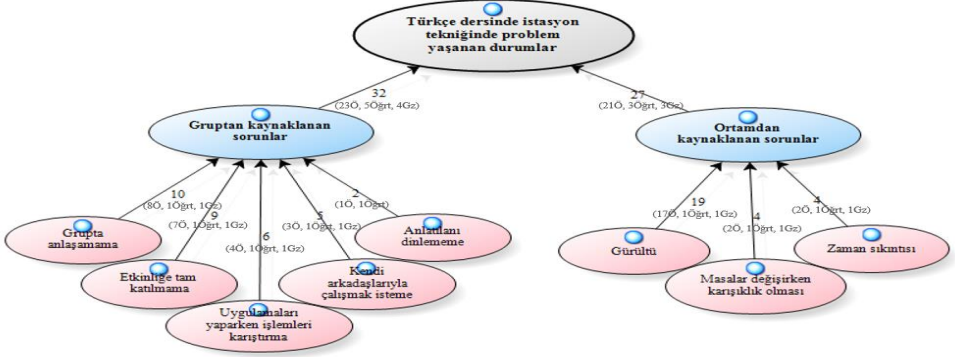 Türkçe dersinde istasyon
tekniğinde problem
yaşanan durumlar
32
(23Ö, 5Öğrt, 4Gz)
27
(21Ö, 3Öğrt, 3Gz)
Gruptan kaynaklanan
sorunlar
Ortamdan
kaynaklanan sorunlar
10
(8Ö, 1Öğrt, 1Gz)
9
(7Ö, 1Öğrt, 1Gz)
6
(4Ö, 1Öğrt, 1Gz)
5
(3Ö, 1Öğrt, 1Gz)
2
(1Ö, 1Öğrt)
19
(17Ö, 1Öğrt, 1Gz)
4
(2Ö, 1Öğrt, 1Gz)
4
(2Ö, 1Öğrt, 1Gz)
Grupta
anlaşamama
Etkinliğe tam
katılmama
Uygulamaları
yaparken işlemleri
karıştırma
Kendi
arkadaşlarıyla
çalışmak isteme
Anlatılanı
dinlememe
Gürültü
Masalar değişirken
karışıklık olması
Zaman sıkıntısı